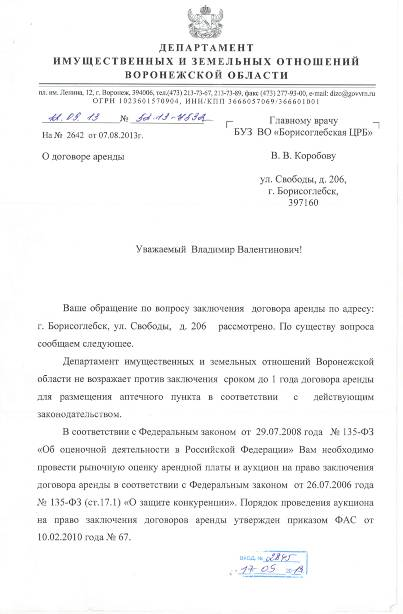 ДЕПАРТАМЕНТ
ИМУЩЕСТВЕННЫХ И ЗЕМЕЛЬНЫХ ОТНОШЕНИЙ
ВОРОНЕЖСКОЙ ОБЛАСТИ
пл. им. Ленина, 12, г. Воронеж, 394006, тел.(473) 213-73-67, 213-73-89, факс (473) 277-93-00, e-mail: dizo@govvrn.ru
ОГРН 1023601570904, ИНН/КПП 3666057069/366601001
11.09.13 №
На № 2642 от 07.08.2013г.
О договоре аренды
Главному врачу
БУЗ ВО «Борисоглебская ЦРБ»
В. В. Коробову
ул. Свободы, д. 206,
г. Борисоглебск,
397160
Уважаемый Владимир Валентинович!
Ваше обращение по вопросу заключения договора аренды по адресу:
г. Борисоглебск, ул. Свободы, д. 206 рассмотрено. По существу вопроса
сообщаем следующее.
Департамент имущественных и земельных отношений Воронежской
области не возражает против заключения сроком до 1 года договора аренды
для размещения аптечного пункта в соответствии с действующим
законодательством.
В соответствии с Федеральным законом от 29.07.2008 года № 135-ФЗ
«Об оценочной деятельности в Российской Федерации» Вам необходимо
провести рыночную оценку арендной платы и аукцион на право заключения
договора аренды в соответствии с Федеральным законом от 26.07.2006 года
№ 135-ФЗ (ст.17.1) «О защите конкуренции». Порядок проведения аукциона
на право заключения договоров аренды утвержден приказом ФАС от
10.02.2010 года № 67.
ВХОД. № 2845